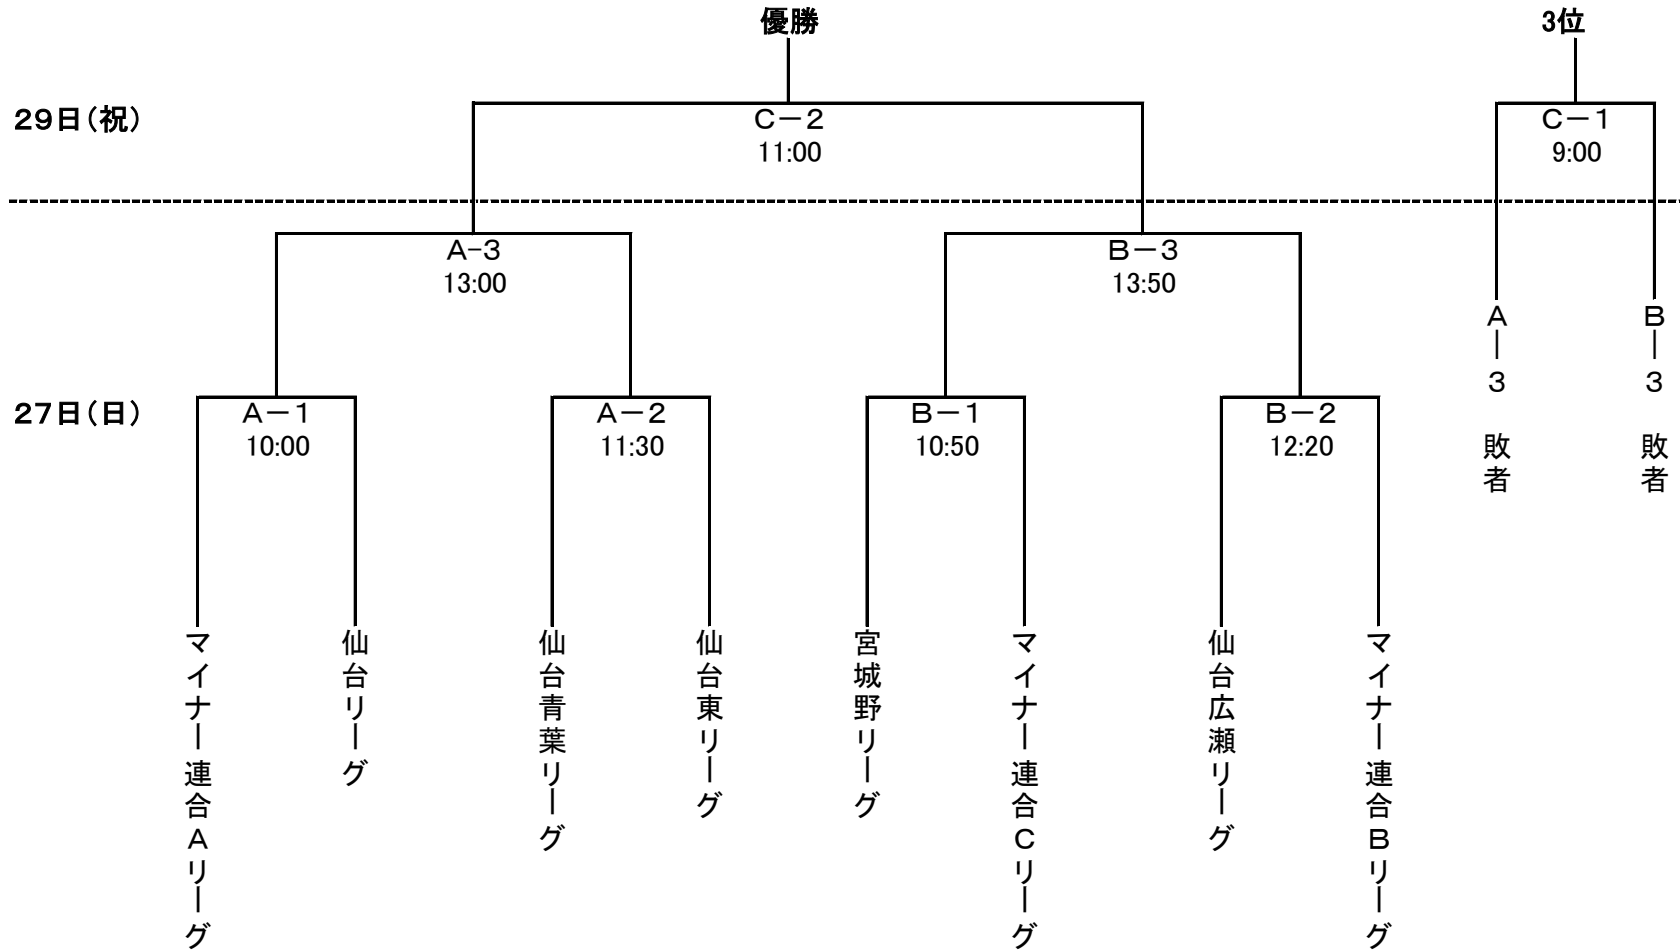 優勝
3位
29日（祝）
C－2
11:00
C－1
9:00
A-3
13:00
B－3
13:50
A－3 敗者
B－3 敗者
27日（日）
A－1
10:00
A－2
11:30
B－1
10:50
B－2
12:20
マイナー連合Aリーグ
仙台リーグ
仙台青葉リーグ
仙台東リーグ
宮城野リーグ
マイナー連合Cリーグ
仙台広瀬リーグ
マイナー連合Bリーグ